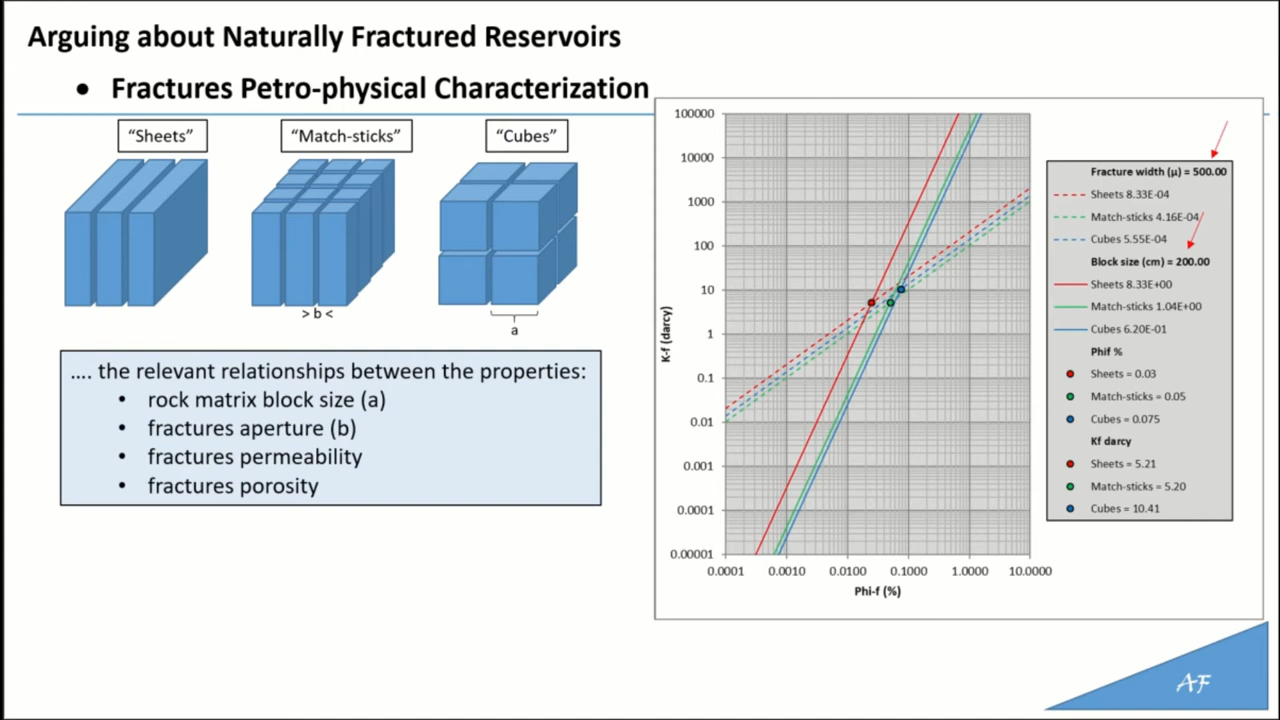 Arguing about Naturally Fractured Reservoirs
• Fractures Petro-physical Characterization
“Sheets”
“Match-sticks”
“Cubes”
> b <
a
.... the relevant relationships between the properties:
• rock matrix block size (a)
• fractures aperture (b)
• fractures permeability
• fractures porosity
K-f (darcy)
100000
10000
1000
100
10
1
0.1
0.01
0.001
0.0001
0.00001
0.0001 0.0010 0.0100 0.1000 1.0000 10.0000
Phi-f (%)
Fracture width (μ) = 500.00
Sheets 8.33E-04
Match-sticks 4.16E-04
Cubes 5.55E-04
Block size (cm) = 200.00
Sheets 8.33E+00
Match-sticks 1.04E+00
Cubes 6.20E-01
Phif %
Sheets = 0.03
Match-sticks = 0.05
Cubes = 0.075
Kf darcy
Sheets = 5.21
Match-sticks = 5.20
Cubes = 10.41
AF